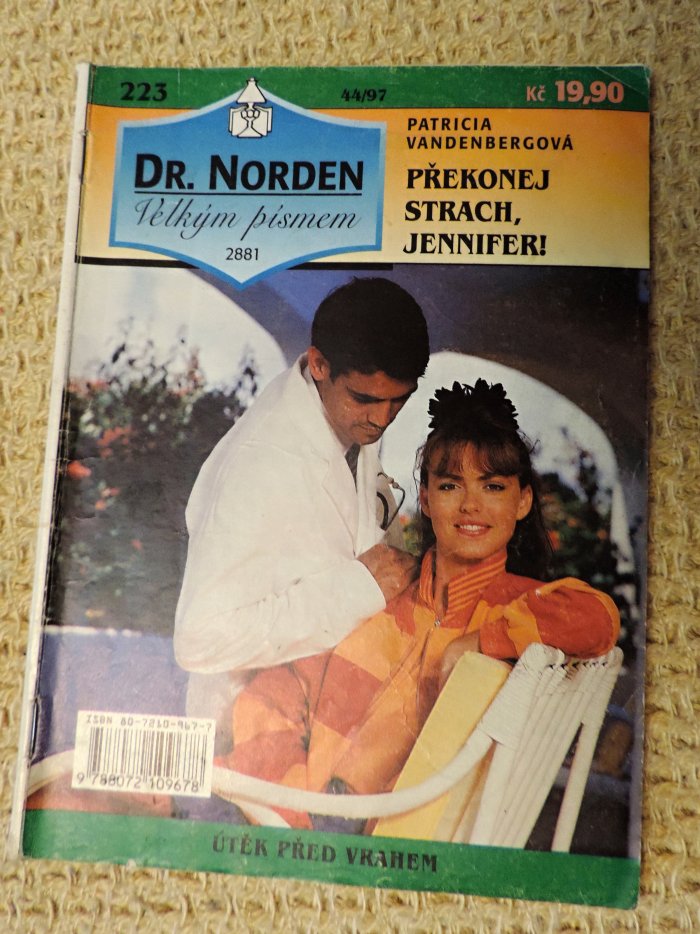 223
44/97
Kč 19,90
DR. NORDEN
Velkým písmem
2881
PATRICIA
VANDENBERGOVÁ
PŘEKONEJ
STRACH,
JENNIFER!
ISBN 80-7210-967-7
9 788072 109678
ÚTĚK PŘED VRAHEM